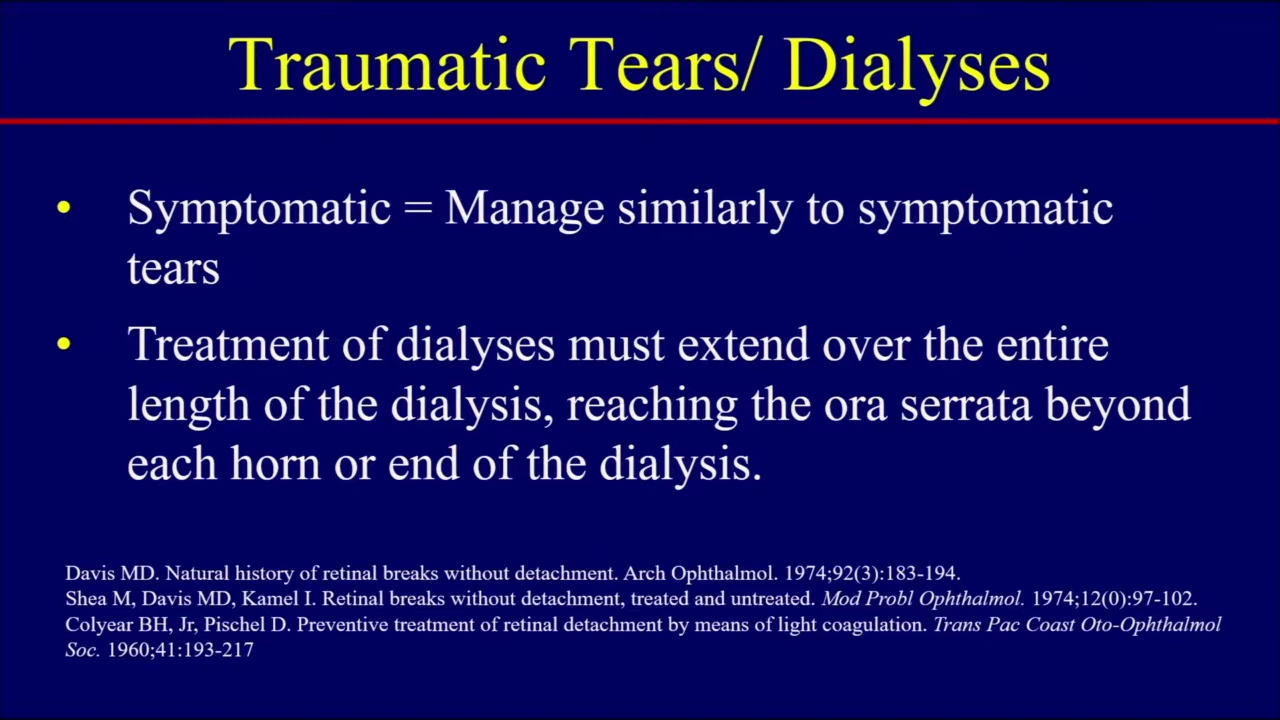 Traumatic Tears/ Dialyses
• Symptomatic = Manage similarly to symptomatic
tears
• Treatment of dialyses must extend over the entire
length of the dialysis, reaching the ora serrata beyond
each horn or end of the dialysis.
Davis MD. Natural history of retinal breaks without detachment. Arch Ophthalmol. 1974;92(3):183-194.
Shea M, Davis MD, Kamel I. Retinal breaks without detachment, treated and untreated. Mod Probl Ophthalmol. 1974;12(0):97-102.
Colyear BH, Jr, Pischel D. Preventive treatment of retinal detachment by means of light coagulation. Trans Pac Coast Oto-Ophthalmol
Soc. 1960;41:193-217